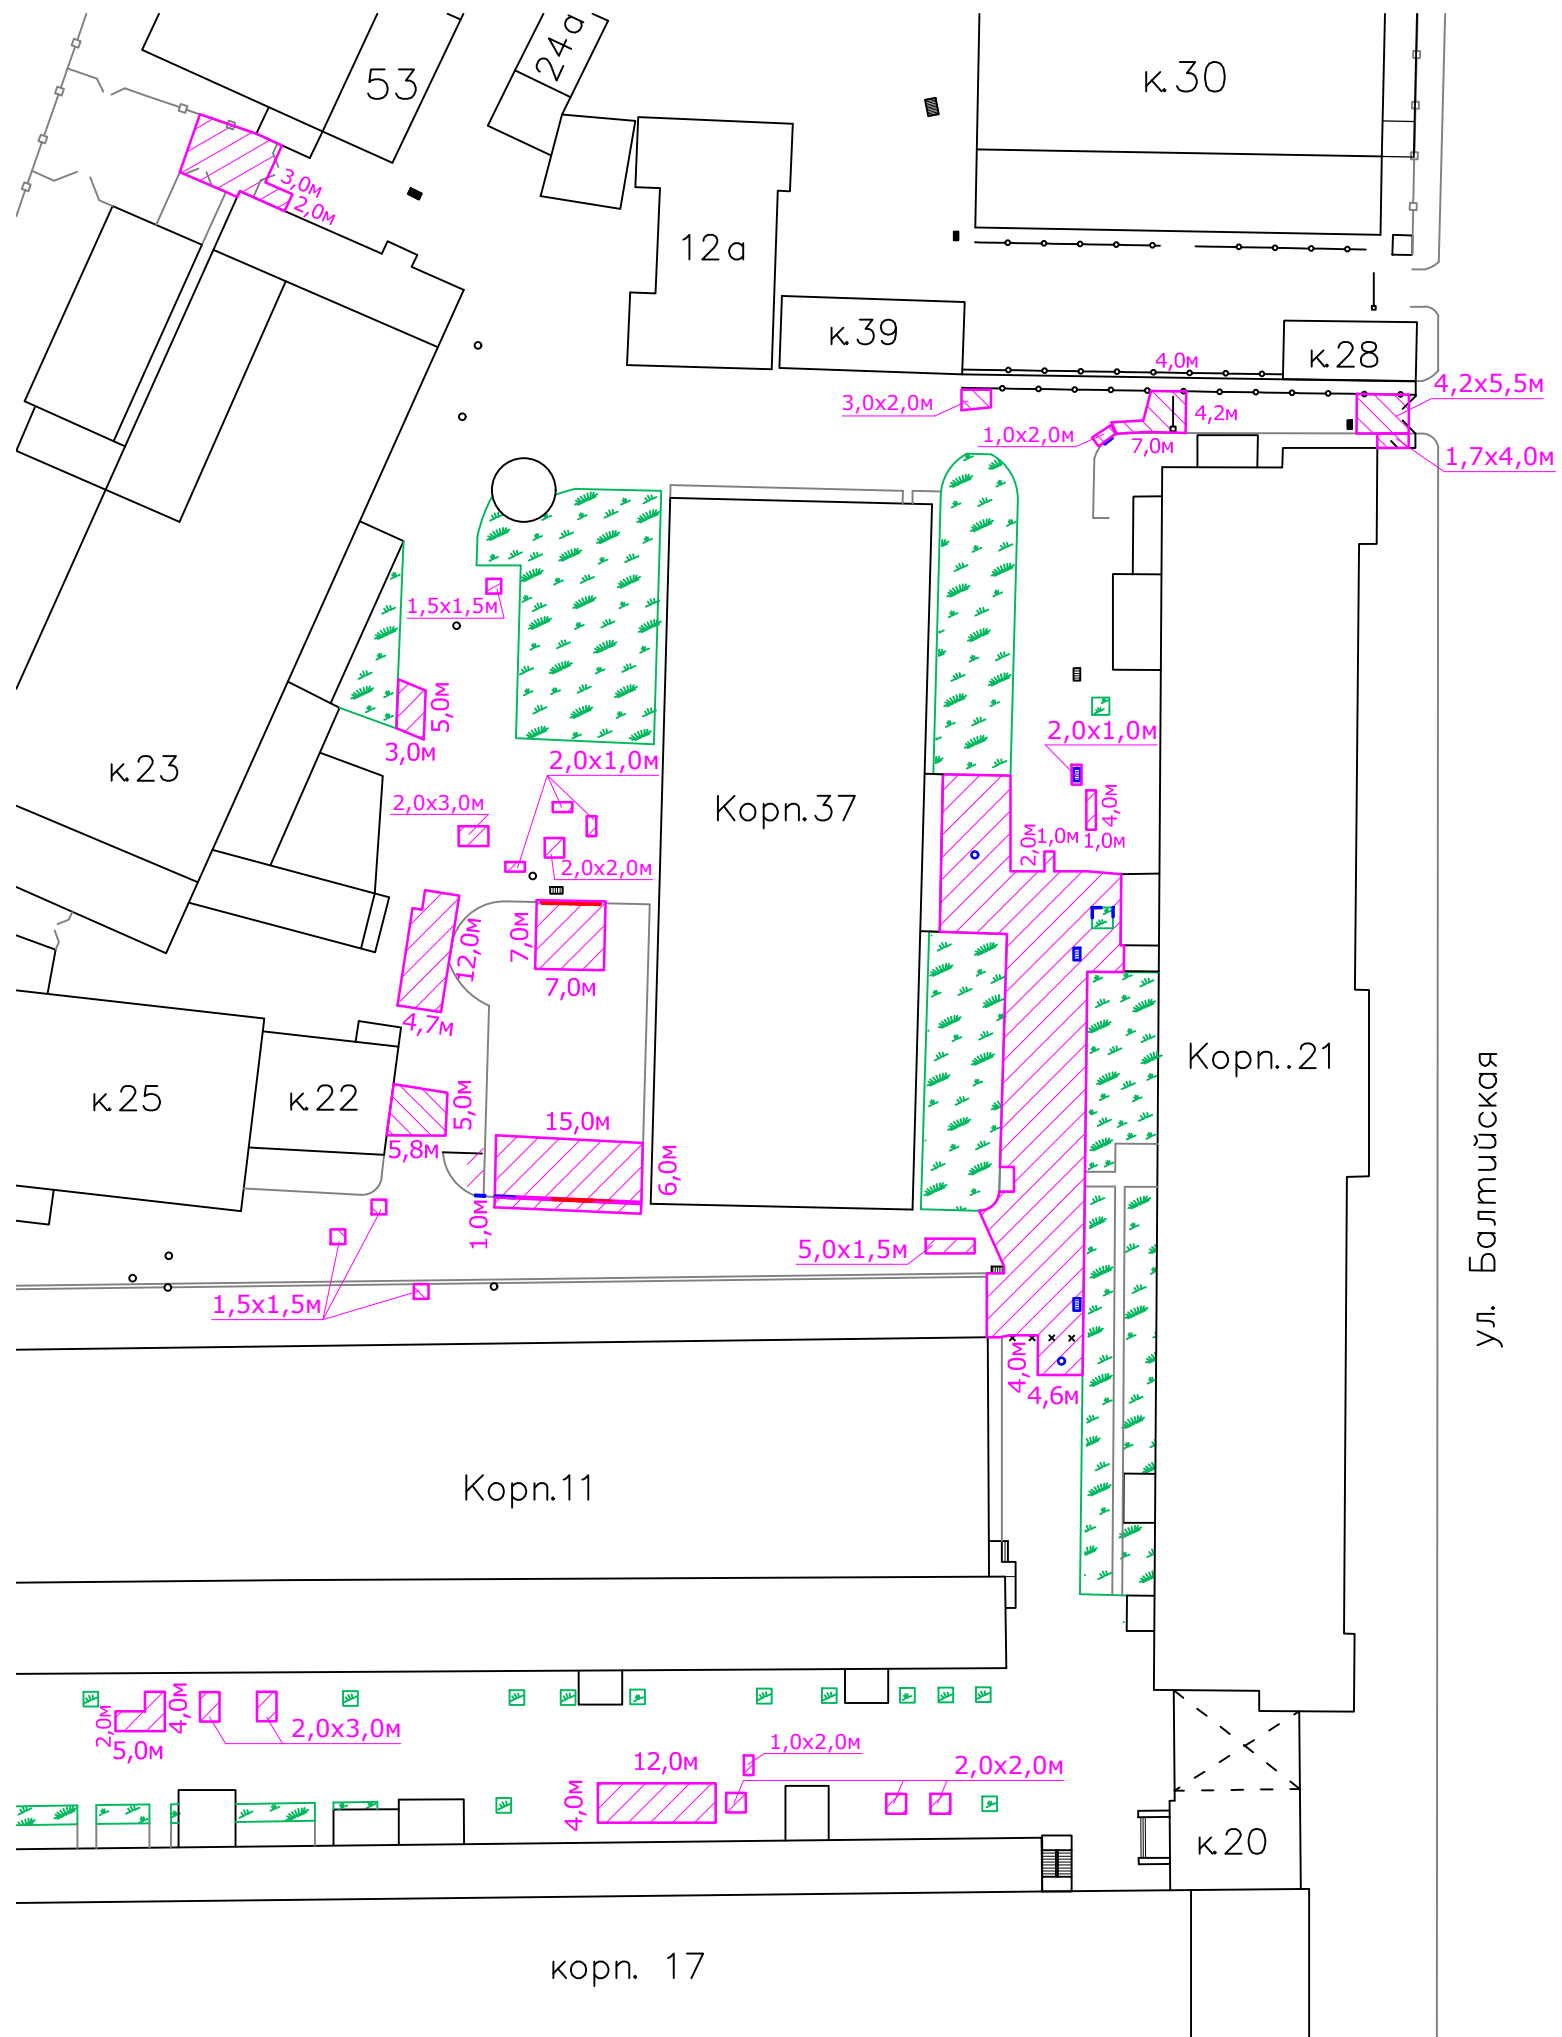 53
24а
к.30
3,0м
2,0м
12а
к.39
4,0м
к.28
4,2х5,5м
3,0х2,0м
4,2м
1,0х2,0м
7,0м
1,7х4,0м
1,5х1,5м
5,0м
3,0м
2,0х1,0м
2,0х1,0м
к.23
2,0х3,0м
Корп.37
4,0м
2,0м
1,0м
1,0м
2,0х2,0м
7,0м
12,0м
7,0м
4,7м
Корп..21
к.25
к.22
5,0м
15,0м
5,8м
6,0м
1,0м
ул. Балтийская
5,0х1,5м
1,5х1,5м
4,0м
4,6м
Корп.11
2,0м
4,0м
5,0м
2,0х3,0м
1,0х2,0м
12,0м
2,0х2,0м
4,0м
к.20
корп. 17